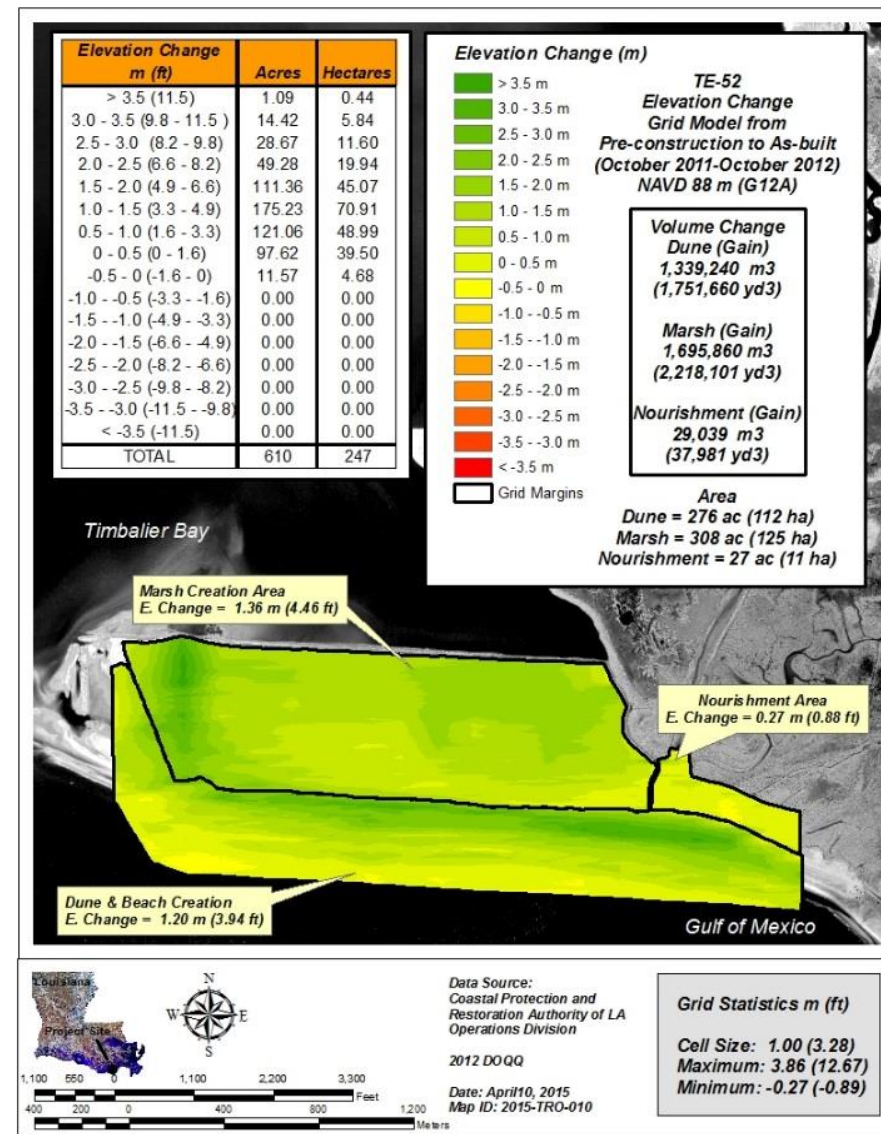 Elevation Change
m (ft) Acres Hectares
> 3.5 (11.5) 1.09 0.44
3.0 - 3.5 (9.8 - 11.5 ) 14.42 5.84
2.5 - 3.0 (8.2 - 9.8) 28.67 11.60
2.0 - 2.5 (6.6 - 8.2) 49.28 19.94
1.5 - 2.0 (4.9 - 6.6) 111.36 45.07
1.0 - 1.5 (3.3 - 4.9) 175.23 70.91
0.5 - 1.0 (1.6 - 3.3) 121.06 48.99
0 - 0.5 (0 - 1.6) 97.62 39.50
-0.5 - 0 (-1.6 - 0) 11.57 4.68
-1.0 - -0.5 (-3.3 - -1.6) 0.00 0.00
-1.5 - -1.0 (-4.9 - -3.3) 0.00 0.00
-2.0 - -1.5 (-6.6 - -4.9) 0.00 0.00
-2.5 - -2.0 (-8.2 - -6.6) 0.00 0.00
-3.0 - -2.5 (-9.8 - -8.2) 0.00 0.00
-3.5 - -3.0 (-11.5 - -9.8) 0.00 0.00
< -3.5 (-11.5) 0.00 0.00
TOTAL 610 247
Elevation Change (m)
> 3.5 m
3.0 - 3.5 m
2.5 - 3.0 m
2.0 - 2.5 m
1.5 - 2.0 m
1.0 - 1.5 m
0.5 - 1.0 m
0 - 0.5 m
-0.5 - 0 m
-1.0 - -0.5 m
-1.5 - -1.0 m
-2.0 - -1.5 m
-2.5 - -2.0 m
-3.0 - -2.5 m
-3.5 - -3.0 m
< -3.5 m
Grid Margins
TE-52
Elevation Change
Grid Model from
Pre-construction to As-built
(October 2011-October 2012)
NAVD 88 m (G12A)
Volume Change
Dune (Gain)
1,339,240 m3
(1,751,660 yd3)
Marsh (Gain)
1,695,860 m3
(2,218,101 yd3)
Nourishment (Gain)
29,039 m3
(37,981 yd3)
Area
Dune = 276 ac (112 ha)
Marsh = 308 ac (125 ha)
Nourishment = 27 ac (11 ha)
Timbalier Bay
Marsh Creation Area
E. Change = 1.36 m (4.46 ft)
Nourishment Area
E. Change = 0.27 m (0.88 ft)
Dune & Beach Creation
E. Change = 1.20 m (3.94 ft)
Gulf of Mexico
Louisiana
Project Site
N
W E
S
1,100 550 0 1,100 2,200 3,300
Feet
400 200 0 400 800 1,200
Meters
Data Source:
Coastal Protection and
Restoration Authority of LA
Operations Division
2012 DOQQ
Date: April10, 2015
Map ID: 2015-TRO-010
Grid Statistics m (ft)
Cell Size: 1.00 (3.28)
Maximum: 3.86 (12.67)
Minimum: -0.27 (-0.89)